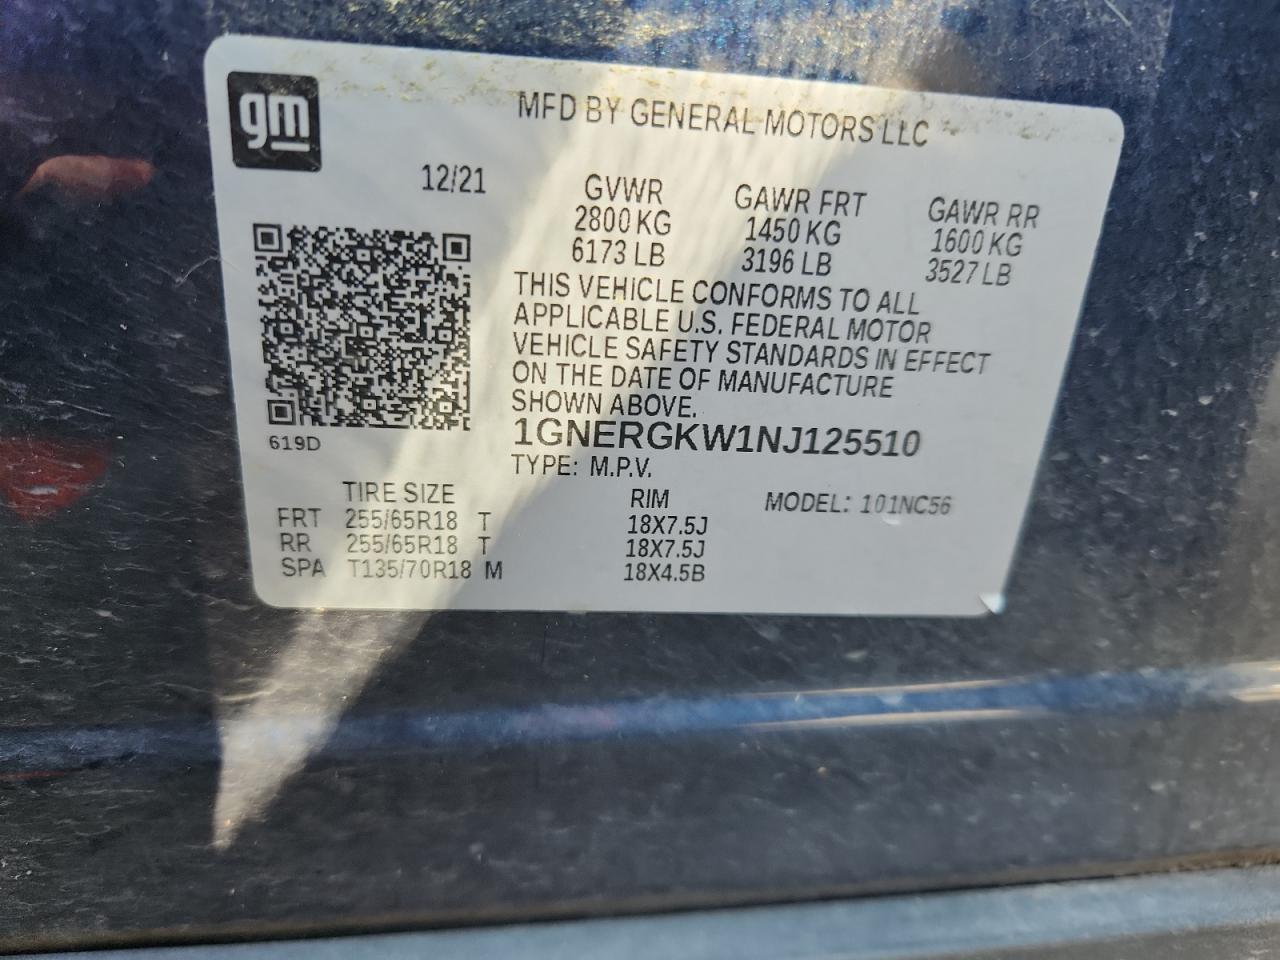 gm
MFD BY GENERAL MOTORS LLC
12/21
GVWR GAWR FRT GAWR RR
2800 KG 1450 KG 1600 KG
6173 LB 3196 LB 3527 LB
THIS VEHICLE CONFORMS TO ALL
APPLICABLE U.S. FEDERAL MOTOR
VEHICLE SAFETY STANDARDS IN EFFECT
ON THE DATE OF MANUFACTURE
SHOWN ABOVE.
619D
1GNERGKW1NJ125510
TYPE: M.P.V.
TIRE SIZE RIM MODEL: 101NC56
FRT 255/65R18 T 18X7.5J
RR 255/65R18 T 18X7.5J
SPA T135/70R18 M 18X4.5B